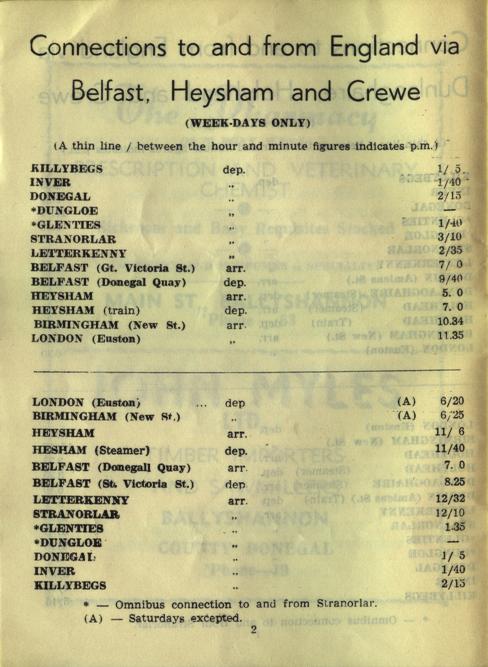 Connections to and from England via
Belfast, Heysham and Crewe
(WEEK-DAYS ONLY)
(A thin line / between the hour and minute figures indicates p.m.)
KILLYBEGS dep. 1/ 5
INVER „ 1/40
DONEGAL „ 2/15
*DUNGLOE „ —
*GLENTIES „ 1/40
STRANORLAR „ 3/10
LETTERKENNY „ 2/35
BELFAST (Gt. Victoria St.) arr. 7/ 0
BELFAST (Donegal Quay) dep. 9/40
HEYSHAM arr. 5. 0
HEYSHAM (train) dep. 7. 0
BIRMINGHAM (New St.) arr. 10.34
LONDON (Euston) „ 11.35
LONDON (Euston) ... dep (A) 6/20
BIRMINGHAM (New St.) „ (A) 6/25
HEYSHAM arr. 11/ 6
HESHAM (Steamer) dep. 11/40
BELFAST (Donegall Quay) arr. 7. 0
BELFAST (St. Victoria St.) dep 8.25
LETTERKENNY arr. 12/32
STRANORLAR „ 12/10
*GLENTIES „ 1.35
*DUNGLOE „ —
DONEGAL „ 1/ 5
INVER „ 1/40
KILLYBEGS „ 2/15
* — Omnibus connection to and from Stranorlar.
(A) — Saturdays excepted.
2